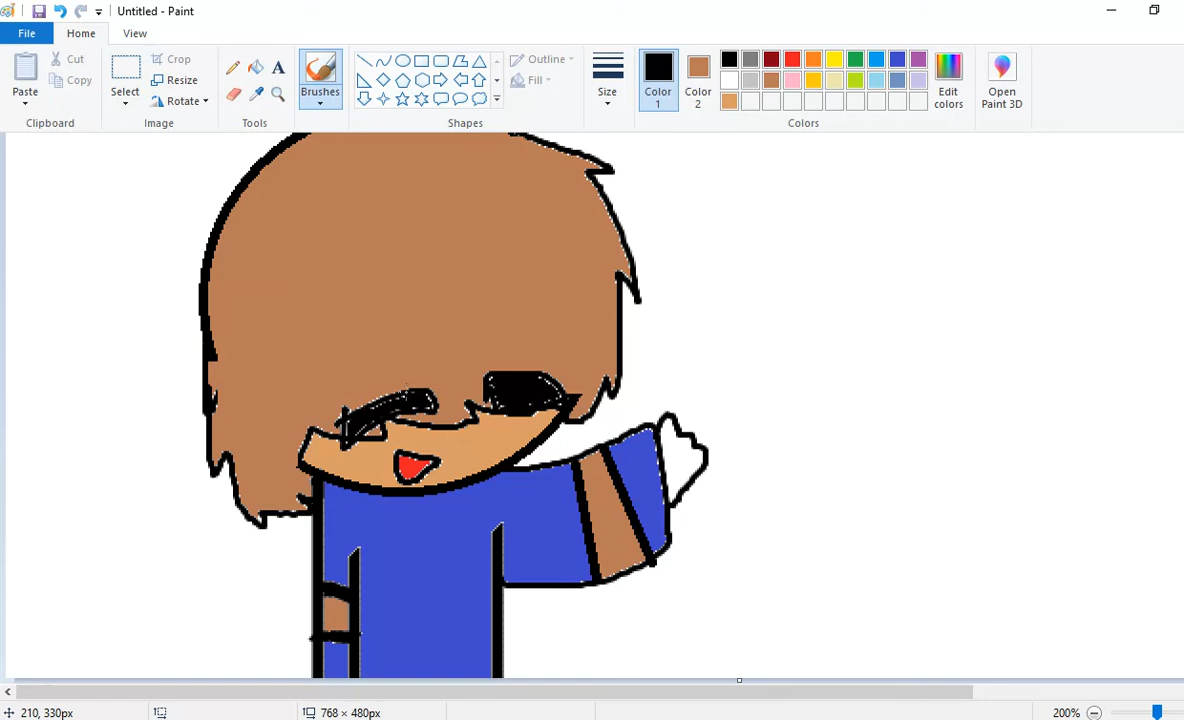 Untitled - Paint
File Home View
Paste
Cut
Copy
Clipboard
Select
Crop
Resize
Rotate
Image
A
Tools
Brushes
Outline
Fill
Shapes
Size
Color 1
Color 2
Edit colors
Colors
Open Paint 3D
210, 330px
768 × 480px
200%